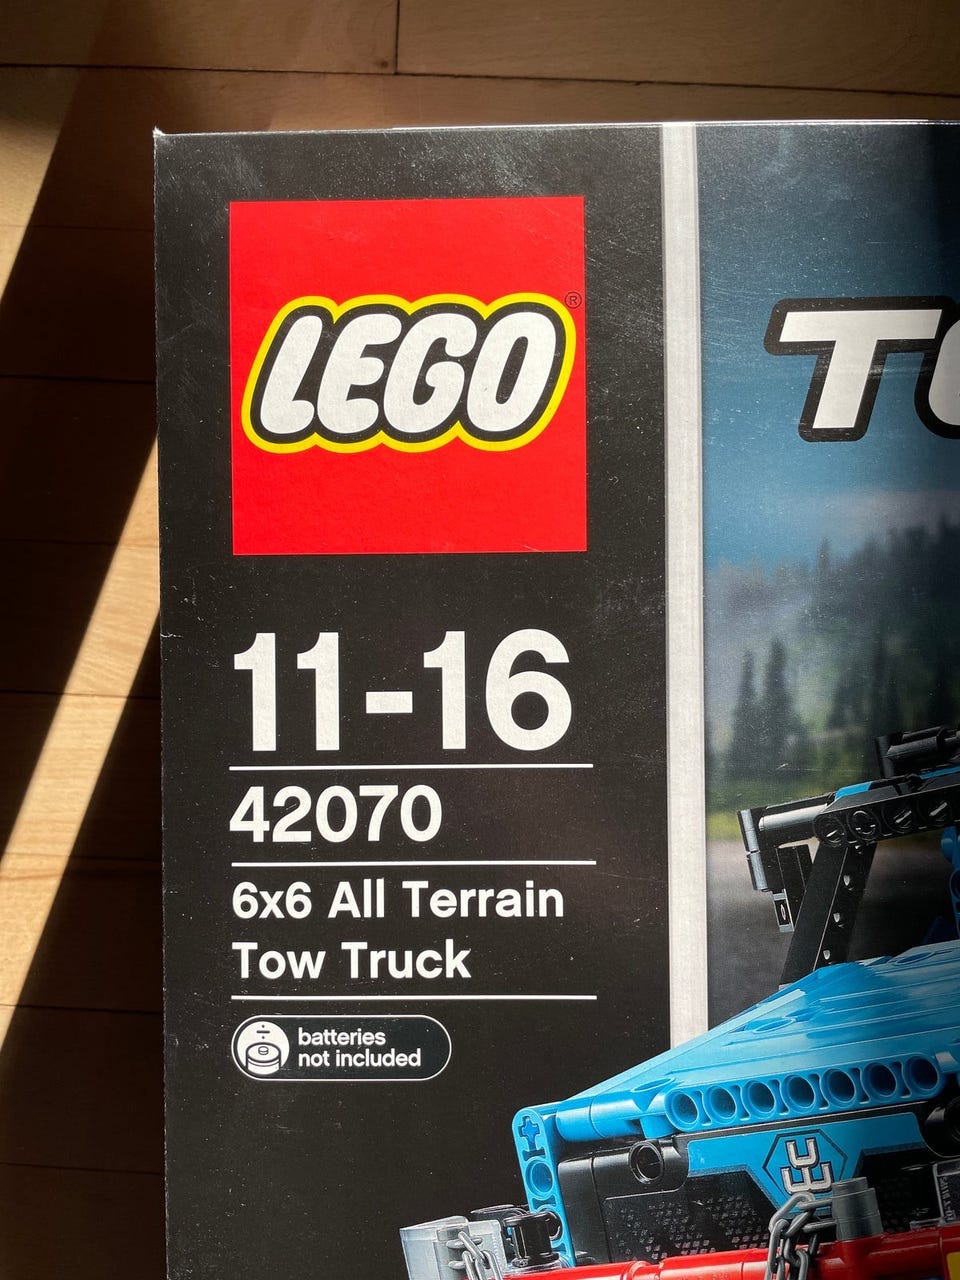 LEGO
11-16
42070
6x6 All Terrain
Tow Truck
batteries
not included